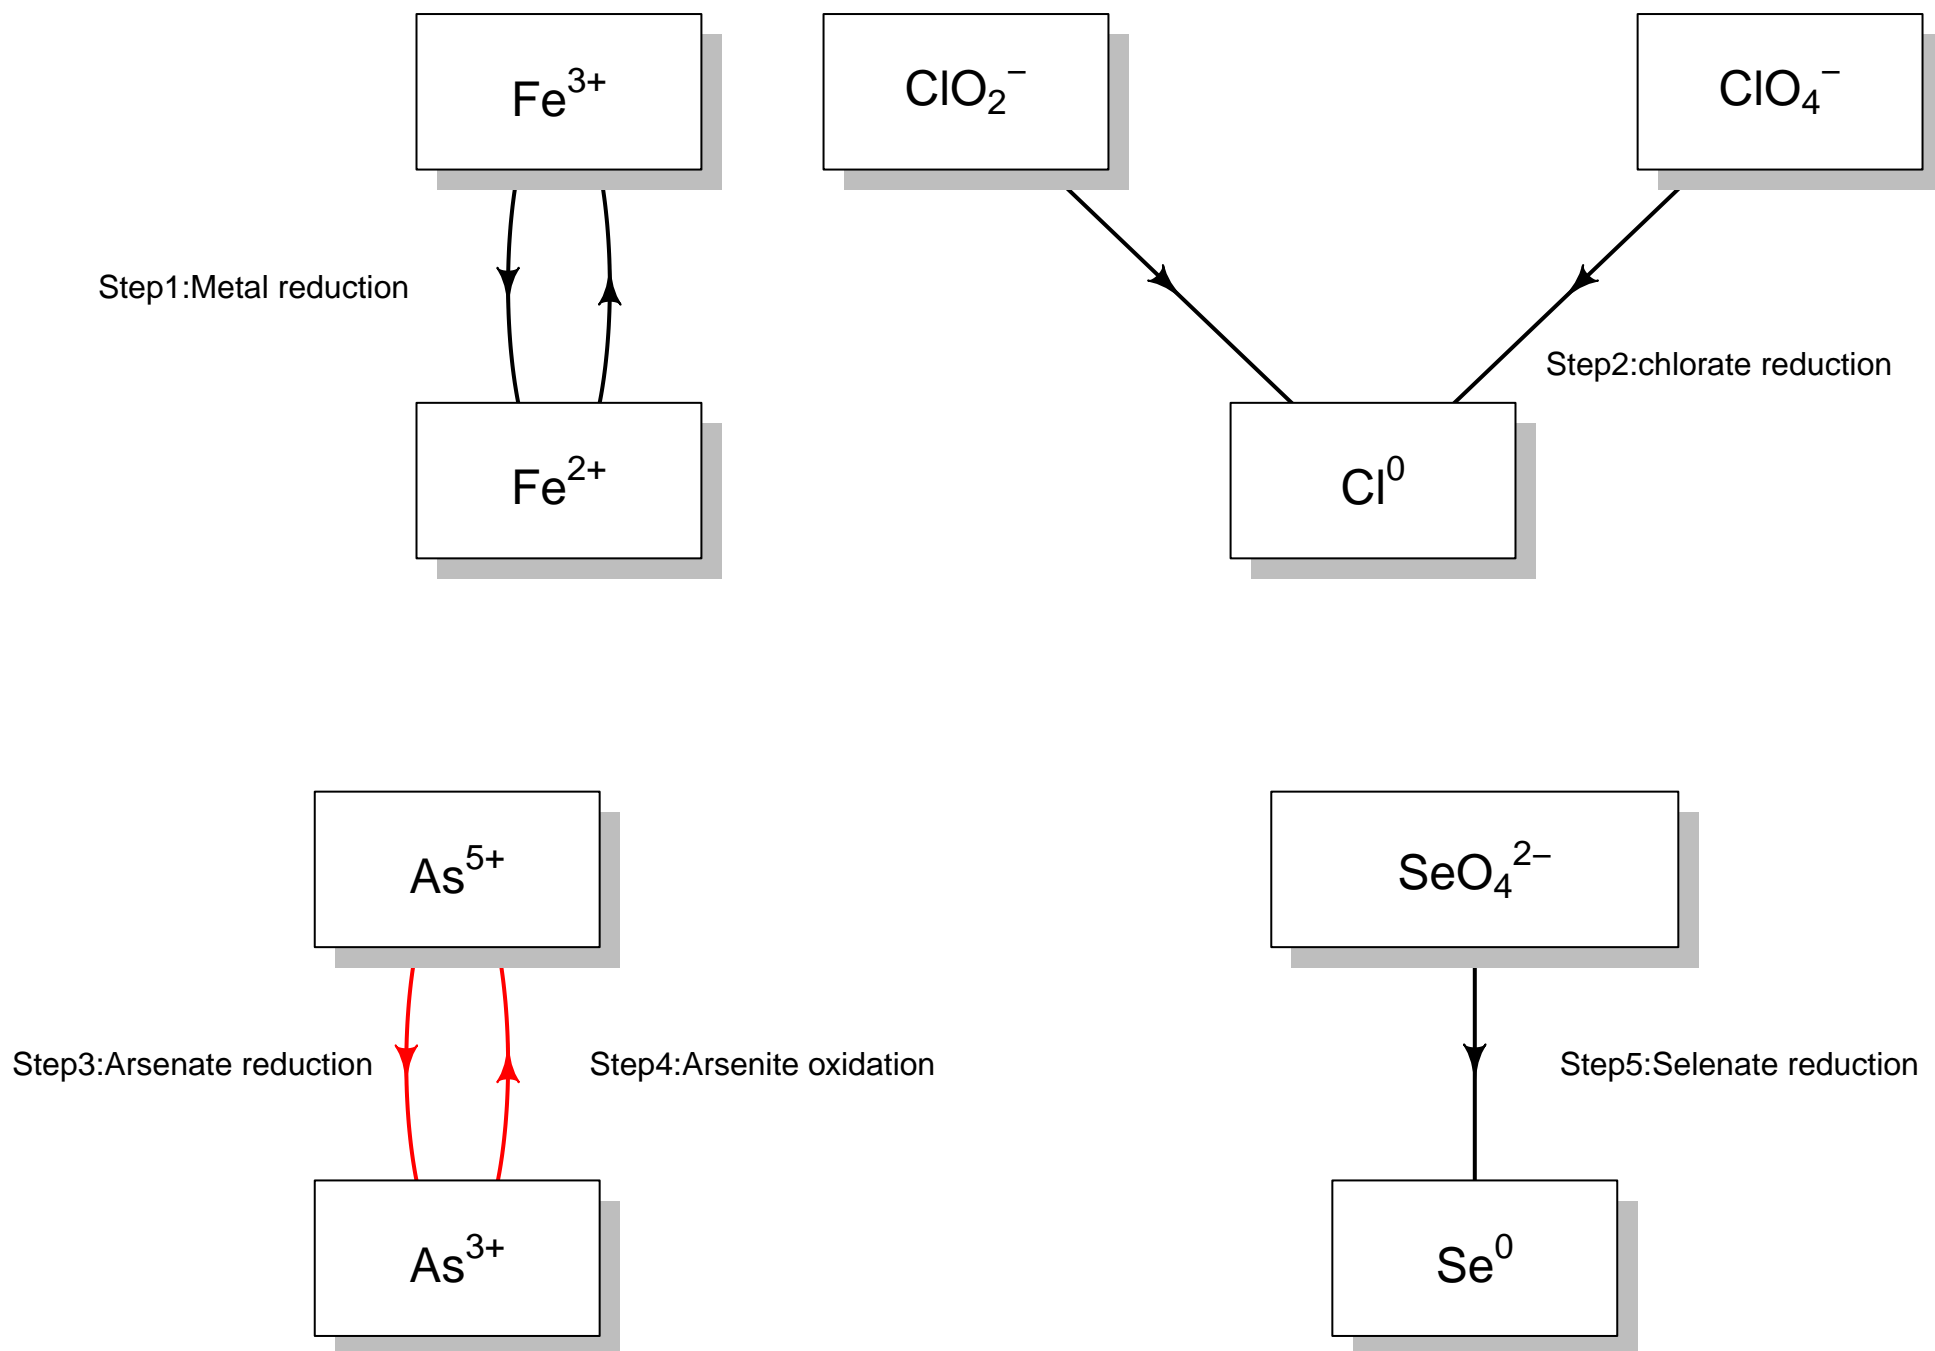 Fe³⁺
ClO₂⁻
ClO₄⁻
Step1:Metal reduction
Step2:chlorate reduction
Fe²⁺
Cl⁰
As⁵⁺
SeO₄²⁻
Step3:Arsenate reduction
Step4:Arsenite oxidation
Step5:Selenate reduction
As³⁺
Se⁰